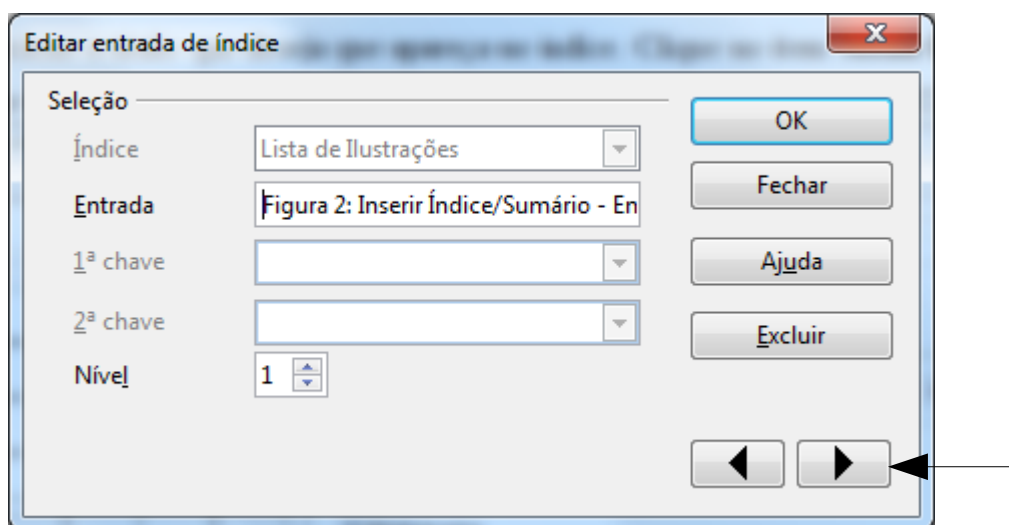 Editar entrada de índice
Seleção
Índice
Lista de Ilustrações
Entrada
Figura 2: Inserir Índice/Sumário - En
1ª chave
2ª chave
Nível
1
OK
Fechar
Ajuda
Excluir